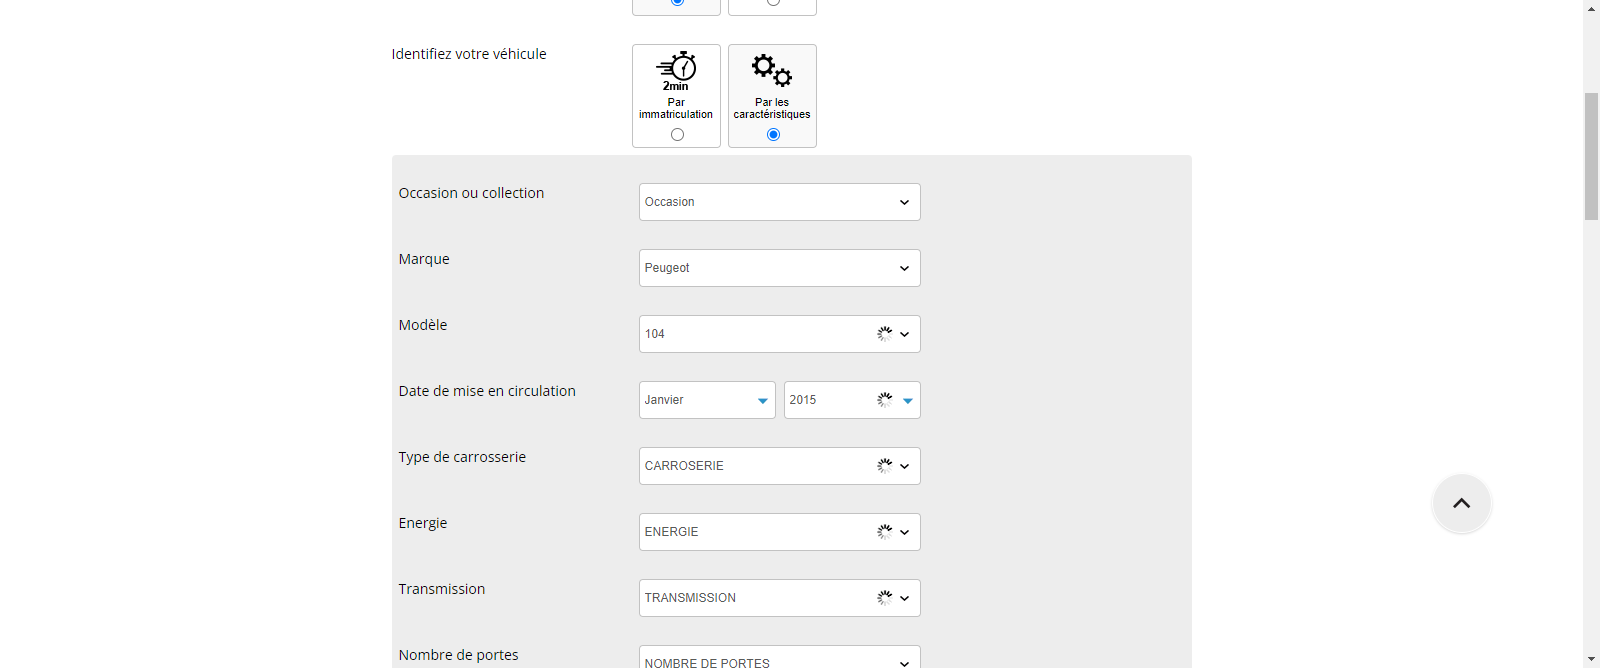 Identifiez votre véhicule
2min
Par
immatriculation
Par les
caractéristiques
Occasion ou collection
Occasion
Marque
Peugeot
Modèle
104
Date de mise en circulation
Janvier
2015
Type de carrosserie
CARROSERIE
Energie
ENERGIE
Transmission
TRANSMISSION
Nombre de portes
NOMBRE DE PORTES